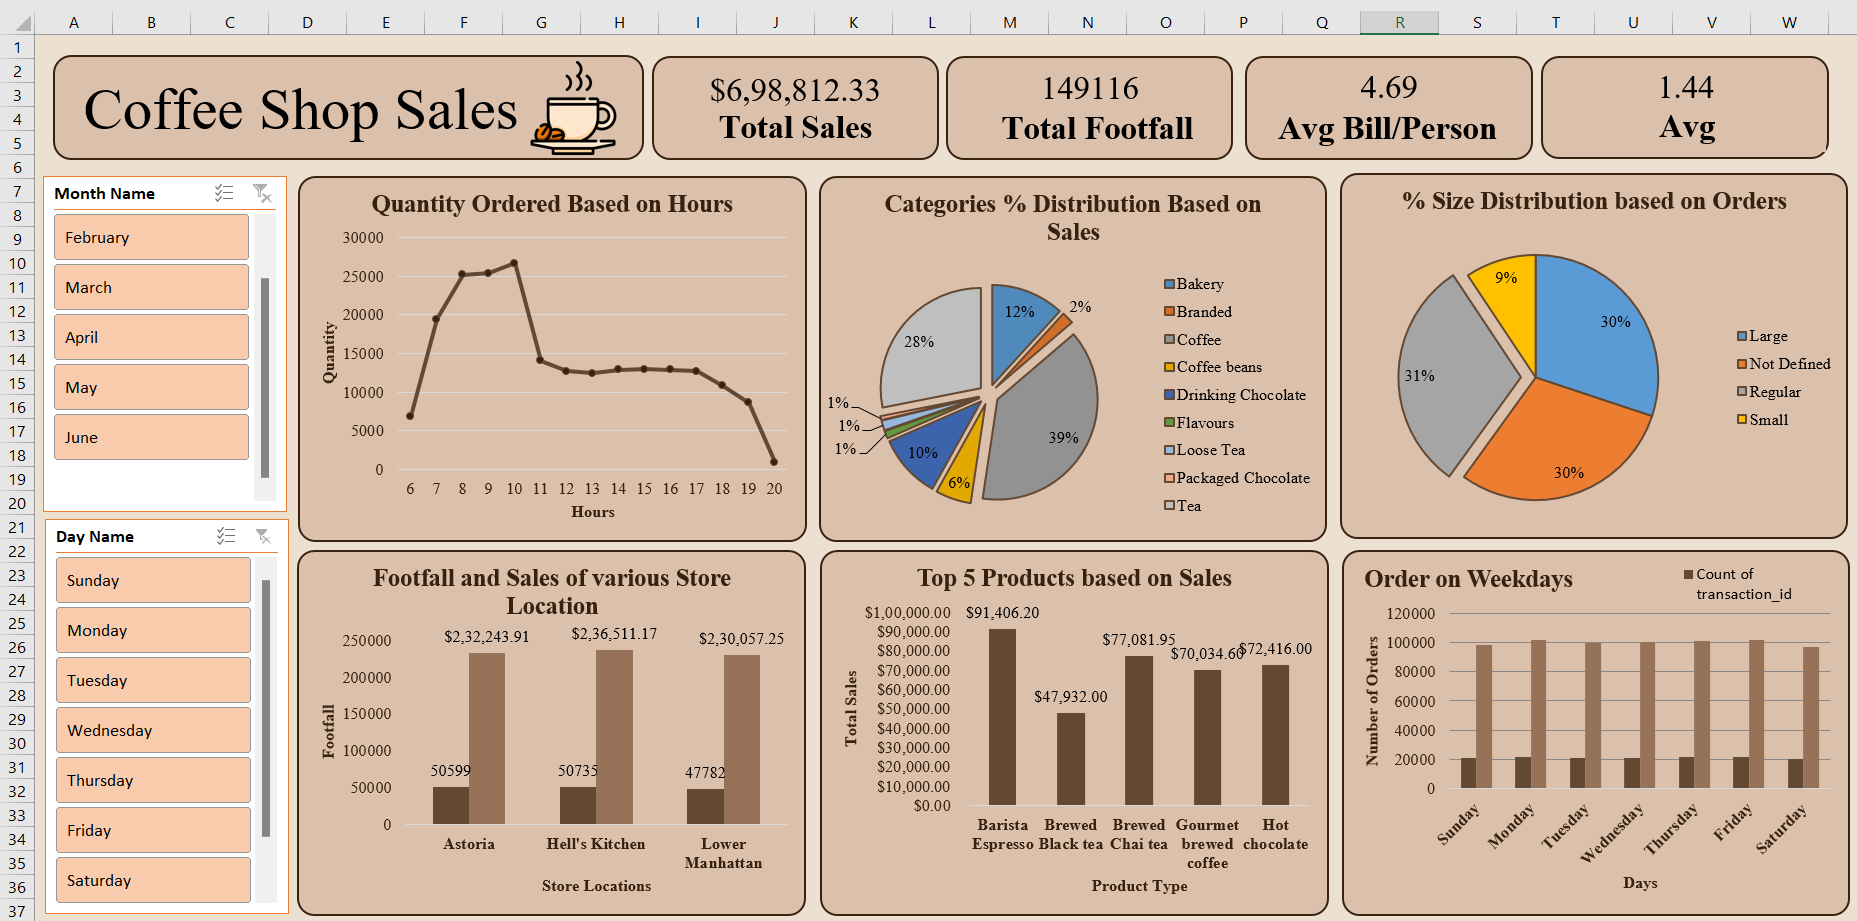 A B C D E F G H I J K L M N O P Q R S T U V W
1
2
3
4
5
6
7
8
9
10
11
12
13
14
15
16
17
18
19
20
21
22
23
24
25
26
27
28
29
30
31
32
33
34
35
36
37
Coffee Shop Sales
$6,98,812.33
Total Sales
149116
Total Footfall
4.69
Avg Bill/Person
1.44
Avg
Month Name
February
March
April
May
June
Day Name
Sunday
Monday
Tuesday
Wednesday
Thursday
Friday
Saturday
Quantity Ordered Based on Hours
30000
25000
20000
15000
10000
5000
0
Quantity
6 7 8 9 10 11 12 13 14 15 16 17 18 19 20
Hours
Categories % Distribution Based on
Sales
12%
2%
39%
6%
10%
1%
1%
1%
28%
Bakery
Branded
Coffee
Coffee beans
Drinking Chocolate
Flavours
Loose Tea
Packaged Chocolate
Tea
% Size Distribution based on Orders
9%
30%
31%
30%
Large
Not Defined
Regular
Small
Footfall and Sales of various Store
Location
250000
200000
150000
100000
50000
0
Footfall
$2,32,243.91
$2,36,511.17
$2,30,057.25
50599
50735
47782
Astoria
Hell's Kitchen
Lower
Manhattan
Store Locations
Top 5 Products based on Sales
$1,00,000.00
$90,000.00
$80,000.00
$70,000.00
$60,000.00
$50,000.00
$40,000.00
$30,000.00
$20,000.00
$10,000.00
$0.00
Total Sales
$91,406.20
$47,932.00
$77,081.95
$70,034.60
$72,416.00
Barista
Espresso
Brewed
Black tea
Brewed
Chai tea
Gourmet
brewed
coffee
Hot
chocolate
Product Type
Order on Weekdays
Count of
transaction_id
120000
100000
80000
60000
40000
20000
0
Number of Orders
Sunday
Monday
Tuesday
Wednesday
Thursday
Friday
Saturday
Days